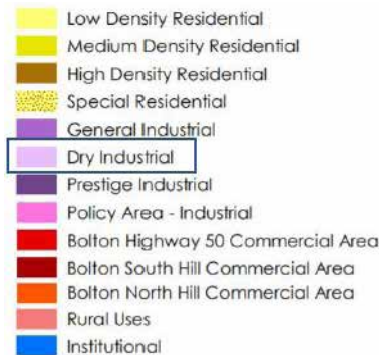 Low Density Residential
Medium Density Residential
High Density Residential
Special Residential
General Industrial
Dry Industrial
Prestige Industrial
Policy Area - Industrial
Bolton Highway 50 Commercial Area
Bolton South Hill Commercial Area
Bolton North Hill Commercial Area
Rural Uses
Institutional